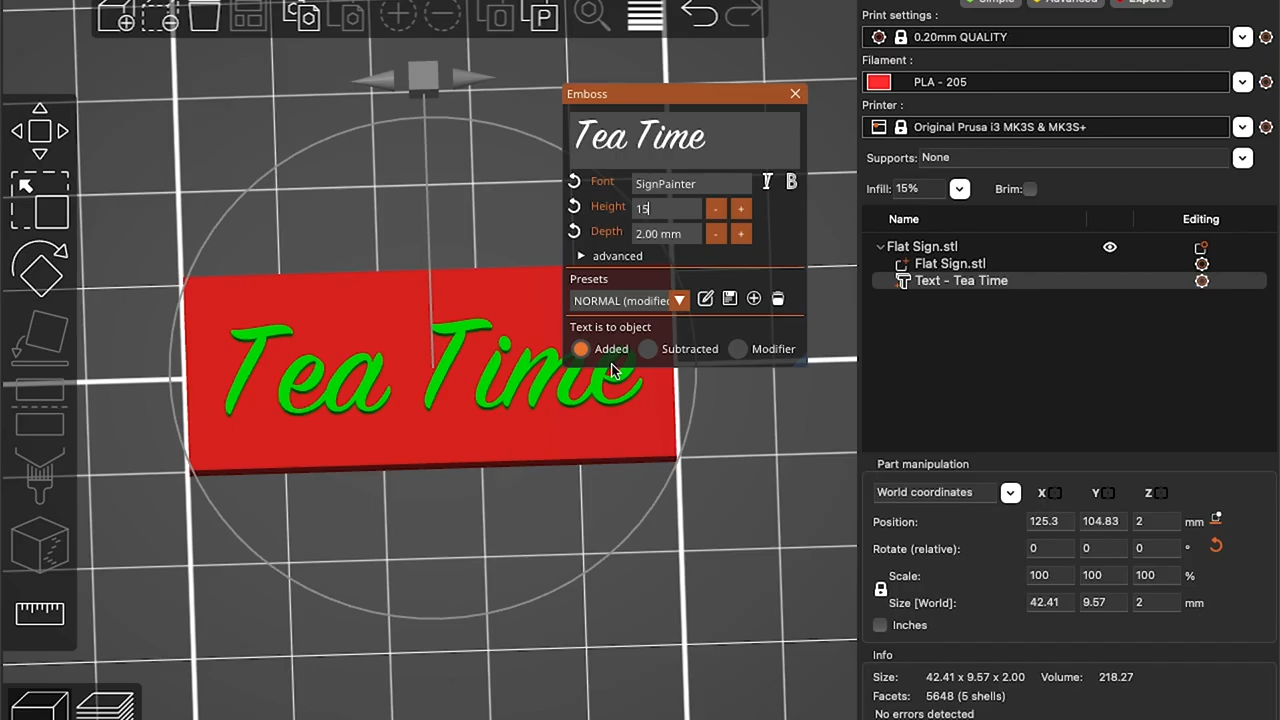 Simple Advanced Expert
Print settings :
0.20mm QUALITY
Filament :
PLA - 205
Printer :
Original Prusa i3 MK3S & MK3S+
Supports: None
Infill: 15% Brim:
Name Editing
Flat Sign.stl
Flat Sign.stl
Text - Tea Time
Emboss
Tea Time
Font SignPainter I B
Height 15
Depth 2.00 mm - +
advanced
Presets
NORMAL (modified
Text is to object
Added Subtracted Modifier
Tea Time
Part manipulation
World coordinates X Y Z
Position: 125.3 104.83 2 mm
Rotate (relative): 0 0 0 °
Scale: 100 100 100 %
Size [World]: 42.41 9.57 2 mm
Inches
Info
Size: 42.41 x 9.57 x 2.00 Volume: 218.27
Facets: 5648 (5 shells)
No errors detected